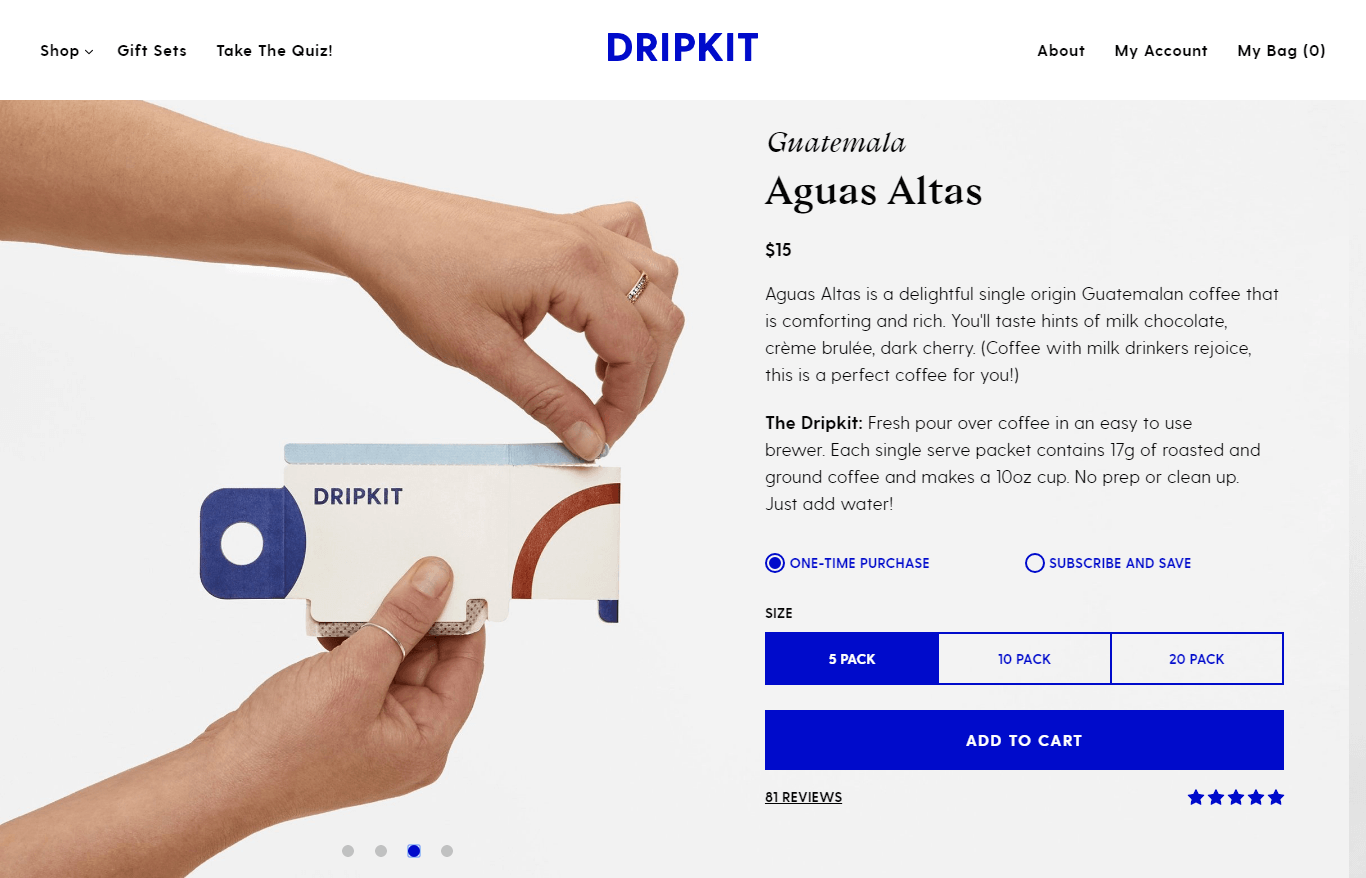 Shop
Gift Sets
Take The Quiz!
DRIPKIT
About
My Account
My Bag (0)
Guatemala
Aguas Altas
$15
Aguas Altas is a delightful single origin Guatemalan coffee that
is comforting and rich. You'll taste hints of milk chocolate,
crème brulée, dark cherry. (Coffee with milk drinkers rejoice,
this is a perfect coffee for you!)
The Dripkit: Fresh pour over coffee in an easy to use
brewer. Each single serve packet contains 17g of roasted and
ground coffee and makes a 10oz cup. No prep or clean up.
Just add water!
DRIPKIT
ONE-TIME PURCHASE
SUBSCRIBE AND SAVE
SIZE
5 PACK
10 PACK
20 PACK
ADD TO CART
81 REVIEWS